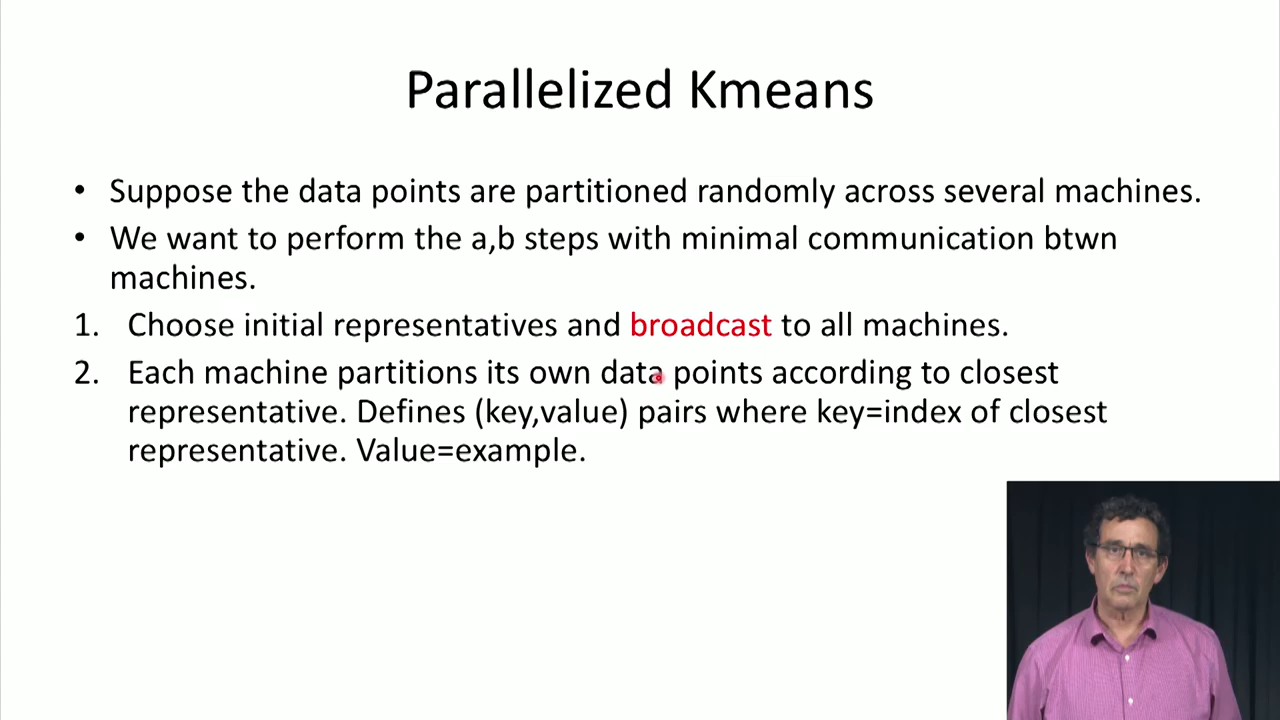 Parallelized Kmeans
• Suppose the data points are partitioned randomly across several machines.
• We want to perform the a,b steps with minimal communication btwn
machines.
1. Choose initial representatives and broadcast to all machines.
2. Each machine partitions its own data points according to closest
representative. Defines (key,value) pairs where key=index of closest
representative. Value=example.